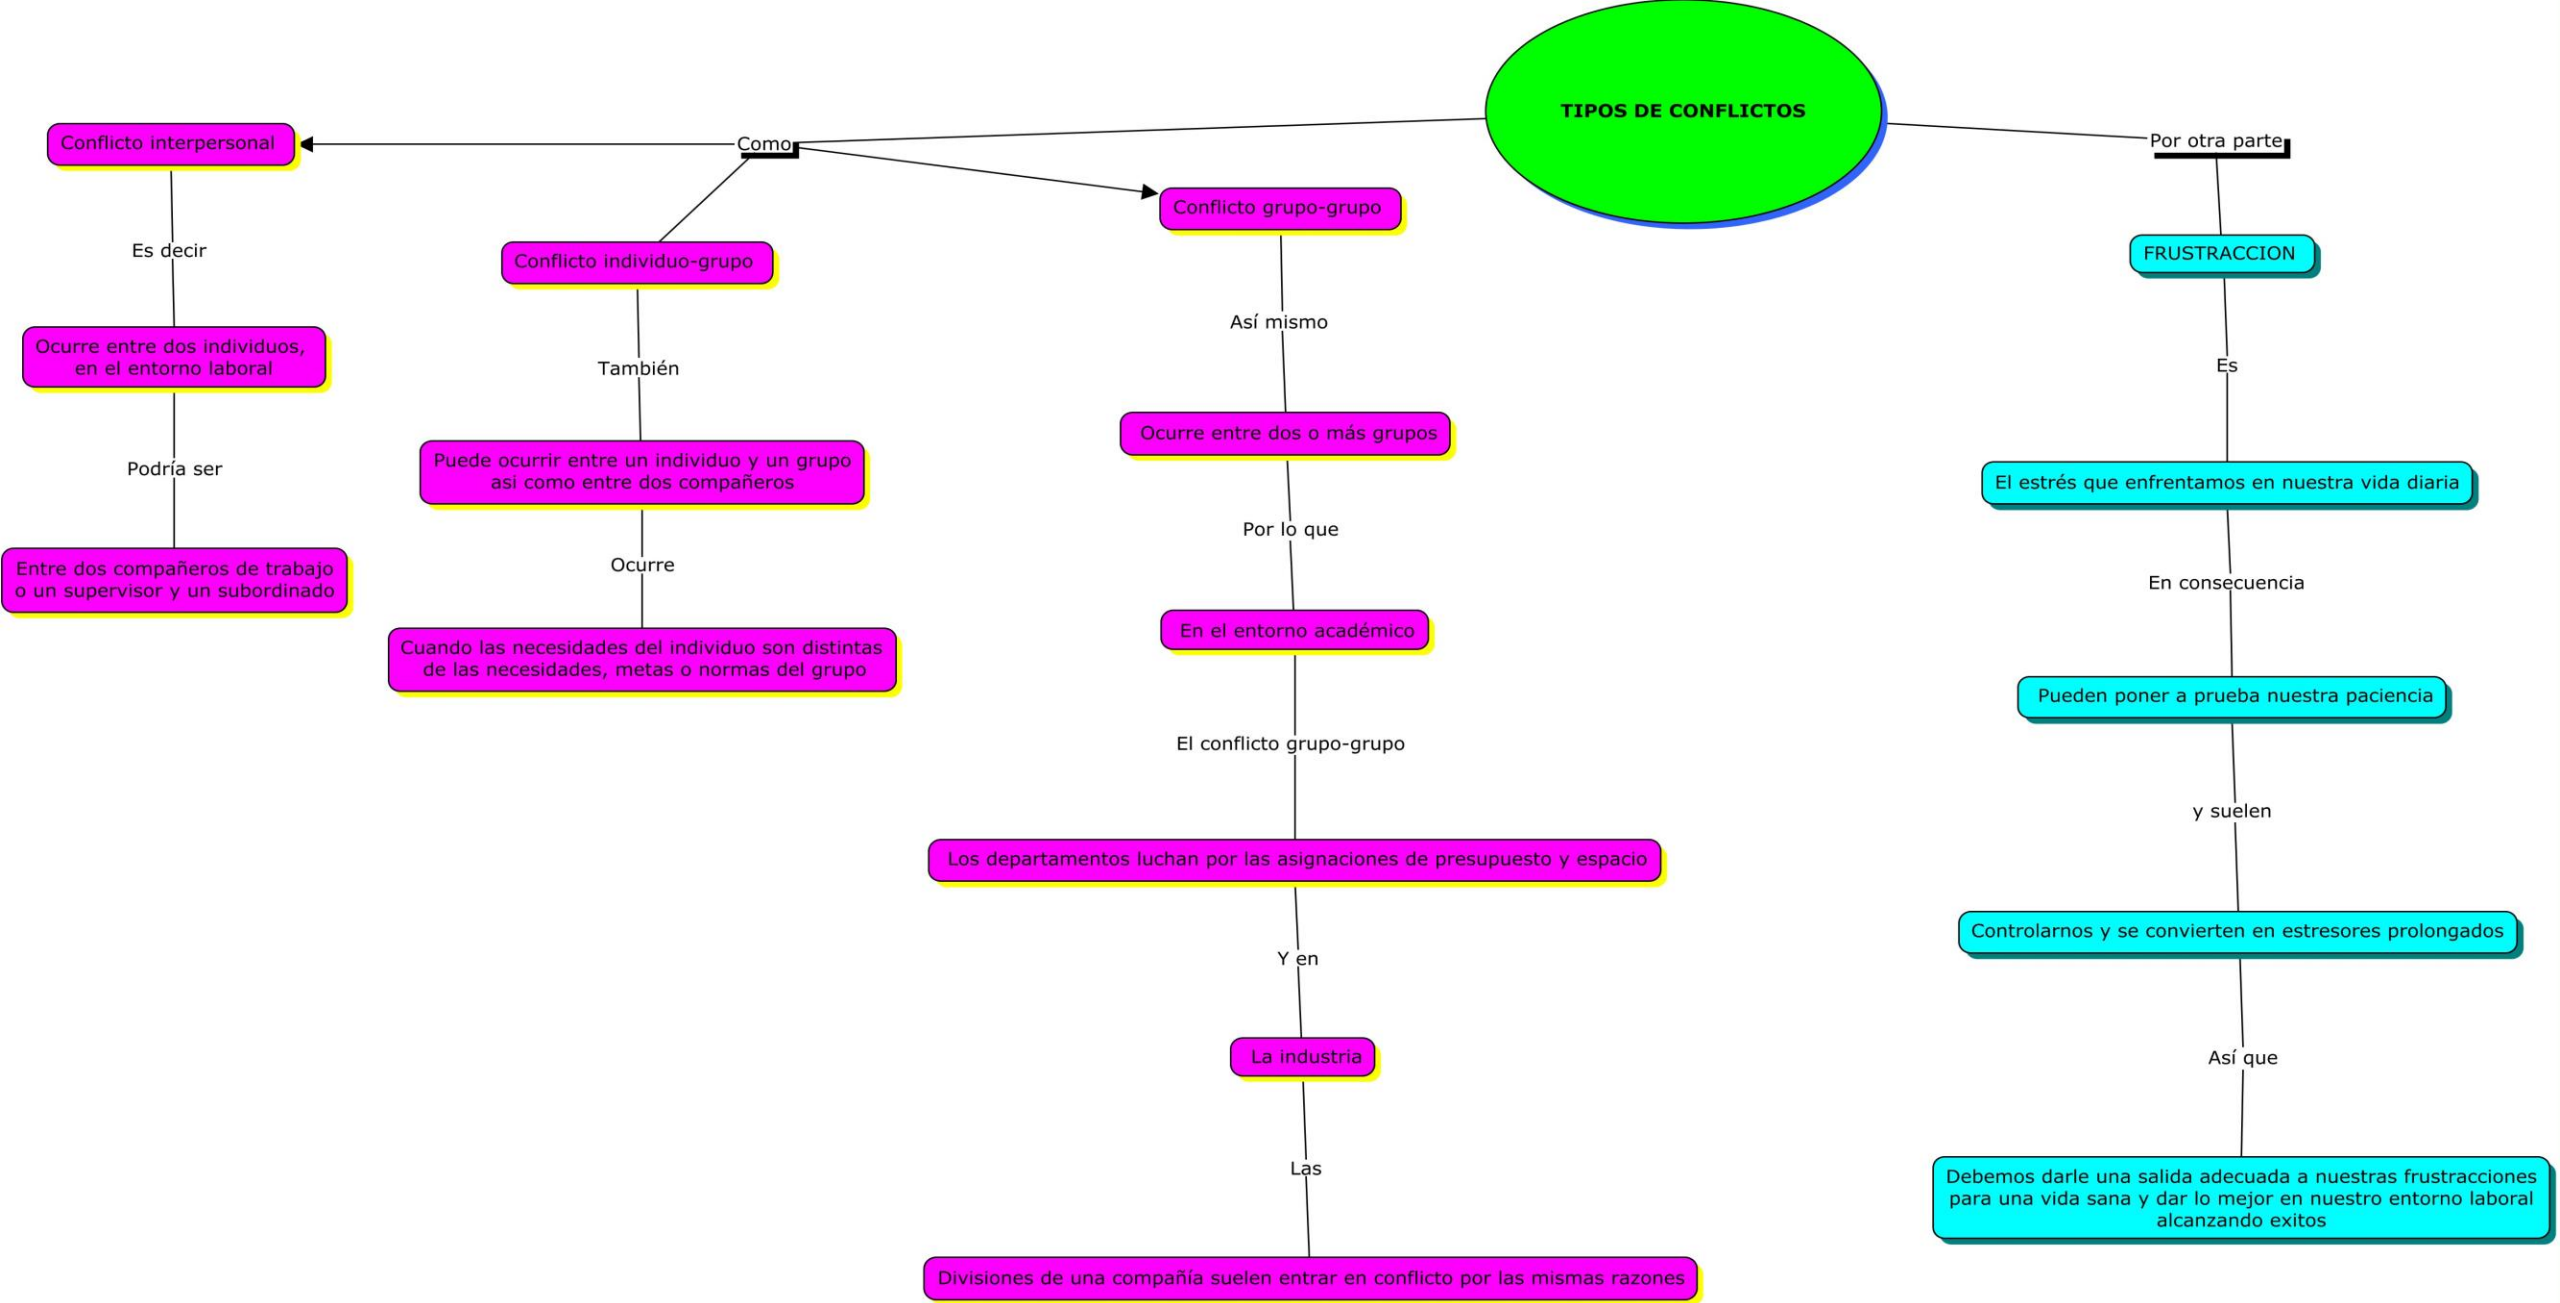 TIPOS DE CONFLICTOS
Como
Conflicto interpersonal
Es decir
Ocurre entre dos individuos,
en el entorno laboral
Podría ser
Entre dos compañeros de trabajo
o un supervisor y un subordinado
Conflicto individuo-grupo
También
Puede ocurrir entre un individuo y un grupo
asi como entre dos compañeros
Ocurre
Cuando las necesidades del individuo son distintas
de las necesidades, metas o normas del grupo
Conflicto grupo-grupo
Así mismo
Ocurre entre dos o más grupos
Por lo que
En el entorno académico
El conflicto grupo-grupo
Los departamentos luchan por las asignaciones de presupuesto y espacio
Y en
La industria
Las
Divisiones de una compañía suelen entrar en conflicto por las mismas razones
Por otra parte
FRUSTRACCION
Es
El estrés que enfrentamos en nuestra vida diaria
En consecuencia
Pueden poner a prueba nuestra paciencia
y suelen
Controlarnos y se convierten en estresores prolongados
Así que
Debemos darle una salida adecuada a nuestras frustracciones
para una vida sana y dar lo mejor en nuestro entorno laboral
alcanzando exitos